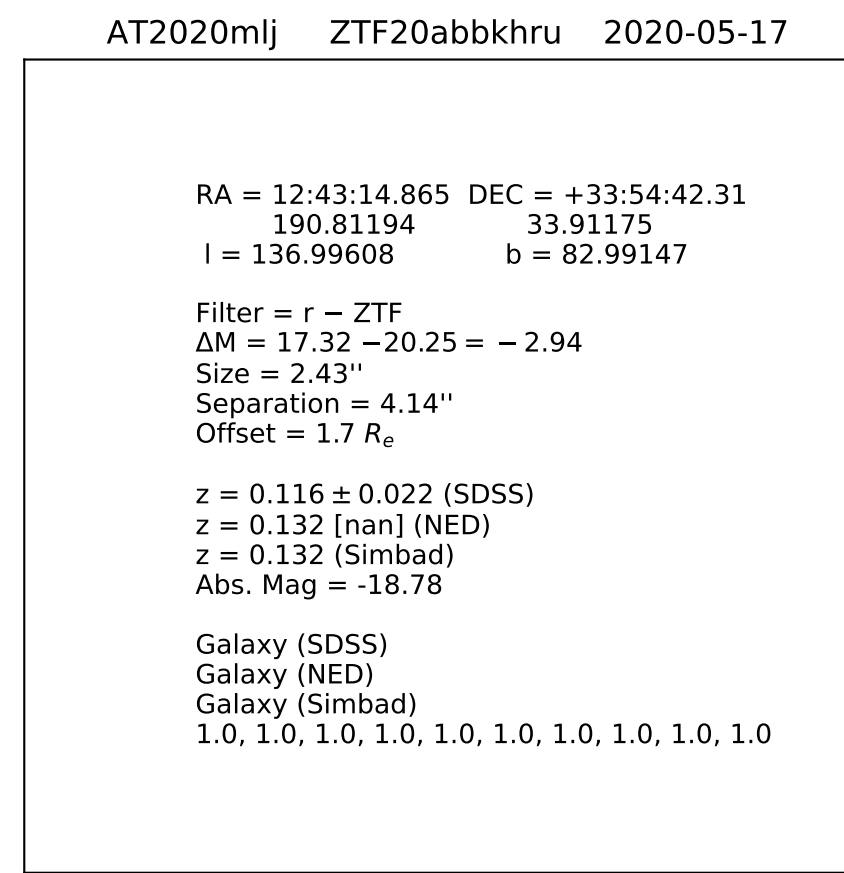 AT2020mlj ZTF20abbkhru 2020-05-17
RA = 12:43:14.865 DEC = +33:54:42.31
190.81194 33.91175
l = 136.99608 b = 82.99147
Filter = r − ZTF
ΔM = 17.32 −20.25 = − 2.94
Size = 2.43''
Separation = 4.14''
Offset = 1.7 Rₑ
z = 0.116 ± 0.022 (SDSS)
z = 0.132 [nan] (NED)
z = 0.132 (Simbad)
Abs. Mag = -18.78
Galaxy (SDSS)
Galaxy (NED)
Galaxy (Simbad)
1.0, 1.0, 1.0, 1.0, 1.0, 1.0, 1.0, 1.0, 1.0, 1.0